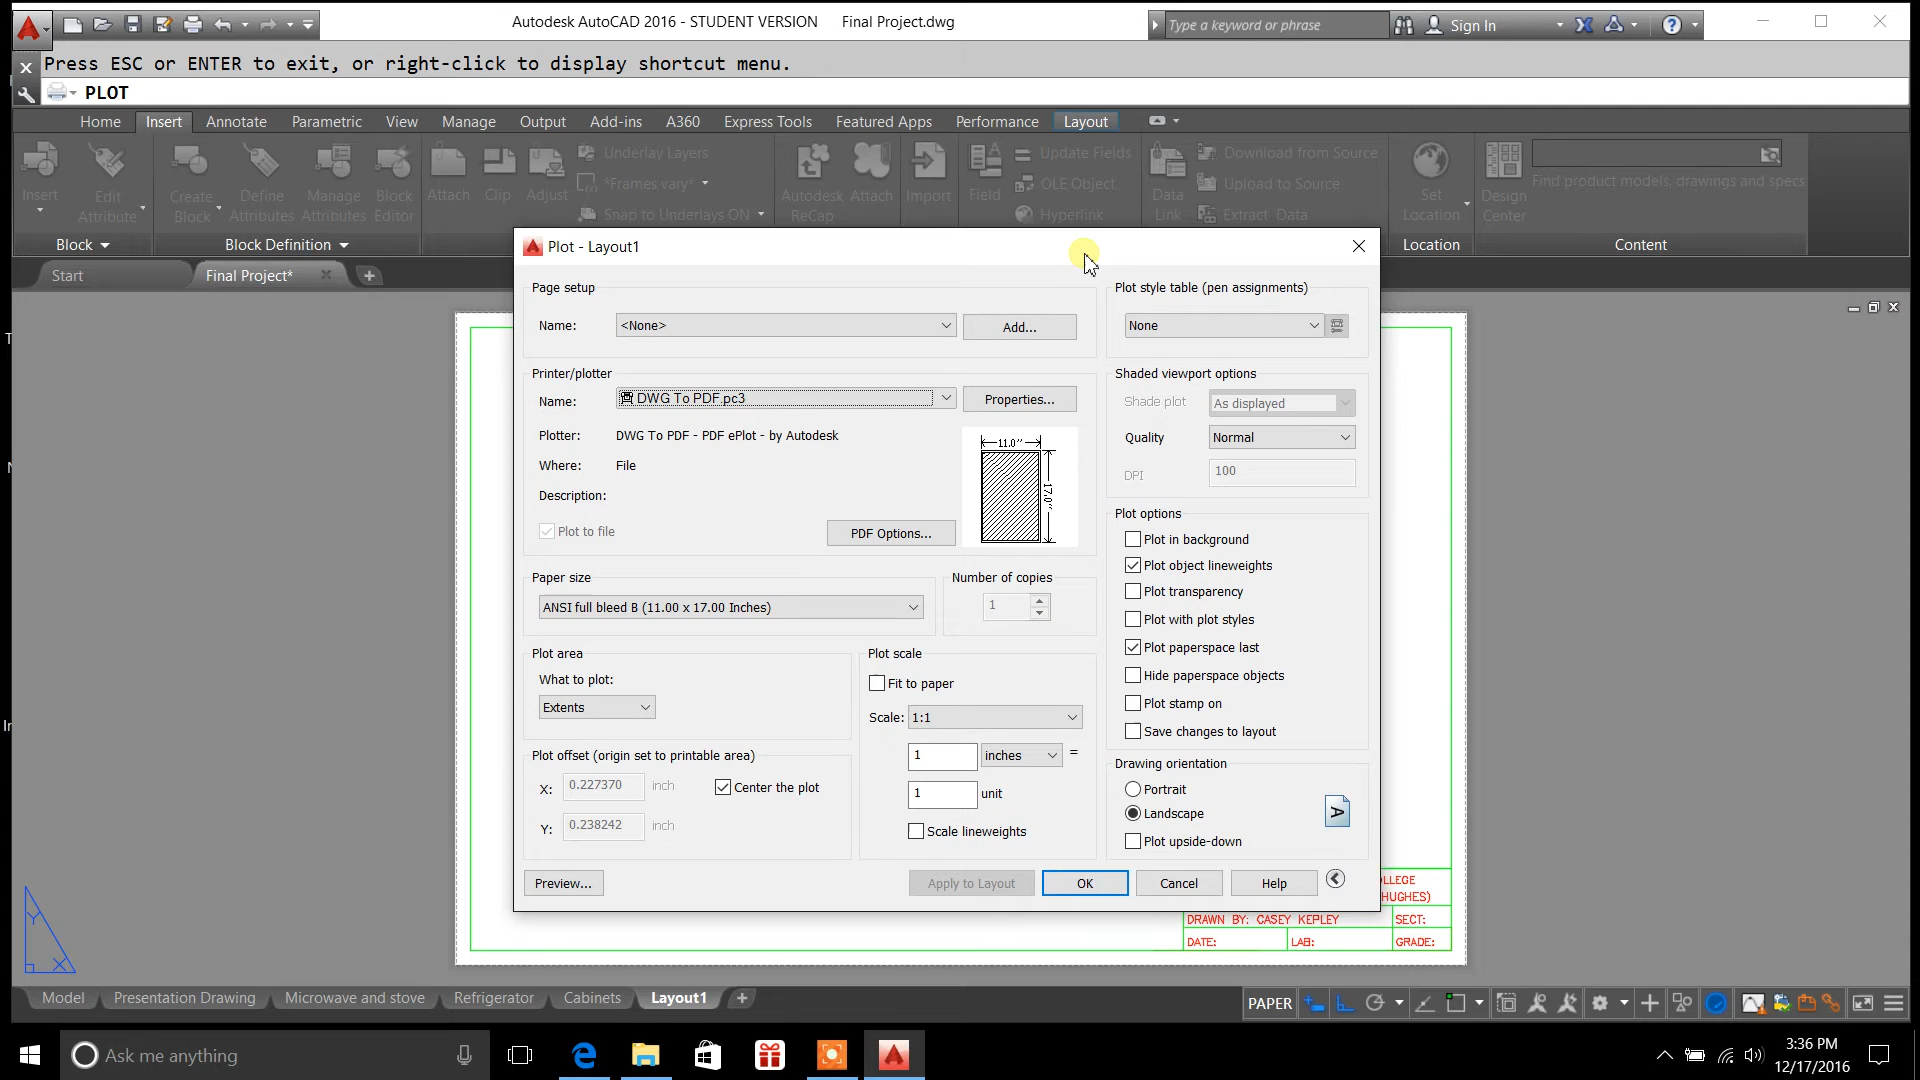 Autodesk AutoCAD 2016 - STUDENT VERSION Final Project.dwg
Type a keyword or phrase
Sign In
Press ESC or ENTER to exit, or right-click to display shortcut menu.
PLOT
Home Insert Annotate Parametric View Manage Output Add-ins A360 Express Tools Featured Apps Performance Layout
Insert
Edit
Attribute
Create
Block
Define
Attributes
Manage
Attributes
Block
Editor
Attach
Clip
Adjust
Underlay Layers
*Frames vary*
Snap to Underlays ON
Autodesk
ReCap
Attach
Import
Field
Update Fields
OLE Object
Hyperlink
Data
Link
Download from Source
Upload to Source
Extract Data
Set
Location
Design
Center
Find product models, drawings and specs
Block
Block Definition
Location
Content
Start
Final Project*
Plot - Layout1
Page setup
Name:
<None>
Add...
Printer/plotter
Name:
DWG To PDF.pc3
Properties...
Plotter:
DWG To PDF - PDF ePlot - by Autodesk
Where:
File
Description:
Plot to file
PDF Options...
11.0''
17.0''
Paper size
ANSI full bleed B (11.00 x 17.00 Inches)
Number of copies
1
Plot area
What to plot:
Extents
Plot scale
Fit to paper
Scale:
1:1
1
inches
=
1
unit
Scale lineweights
Plot offset (origin set to printable area)
X:
0.227370
inch
Center the plot
Y:
0.238242
inch
Plot style table (pen assignments)
None
Shaded viewport options
Shade plot
As displayed
Quality
Normal
DPI
100
Plot options
Plot in background
Plot object lineweights
Plot transparency
Plot with plot styles
Plot paperspace last
Hide paperspace objects
Plot stamp on
Save changes to layout
Drawing orientation
Portrait
Landscape
Plot upside-down
A
Preview...
Apply to Layout
OK
Cancel
Help
LLEGE
HUGHES)
DRAWN BY: CASEY KEPLEY
SECT:
DATE:
LAB:
GRADE:
Y
X
Model Presentation Drawing Microwave and stove Refrigerator Cabinets Layout1
PAPER
Ask me anything
3:36 PM
12/17/2016